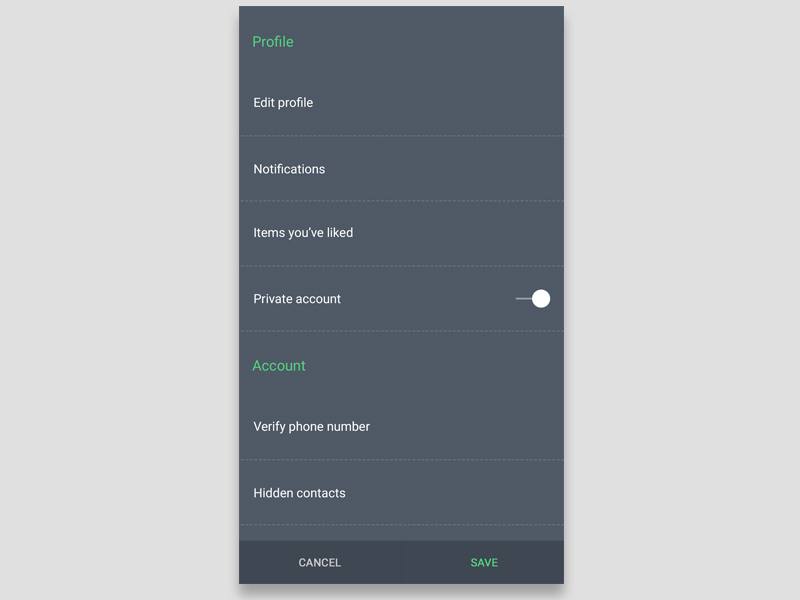 Profile
Edit profile
Notifications
Items you’ve liked
Private account
Account
Verify phone number
Hidden contacts
CANCEL
SAVE